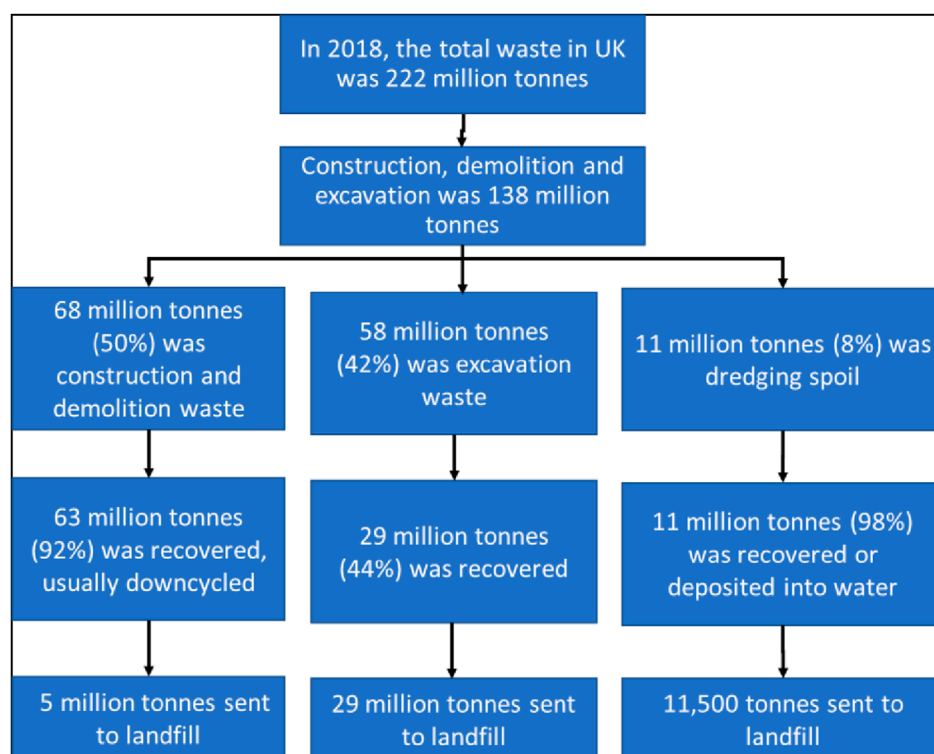 In 2018, the total waste in UK
was 222 million tonnes
Construction, demolition and
excavation was 138 million
tonnes
68 million tonnes
(50%) was
construction and
demolition waste
58 million tonnes
(42%) was excavation
waste
11 million tonnes (8%) was
dredging spoil
63 million tonnes
(92%) was recovered,
usually downcycled
29 million tonnes
(44%) was recovered
11 million tonnes (98%)
was recovered or
deposited into water
5 million tonnes sent
to landfill
29 million tonnes sent
to landfill
11,500 tonnes sent to
landfill